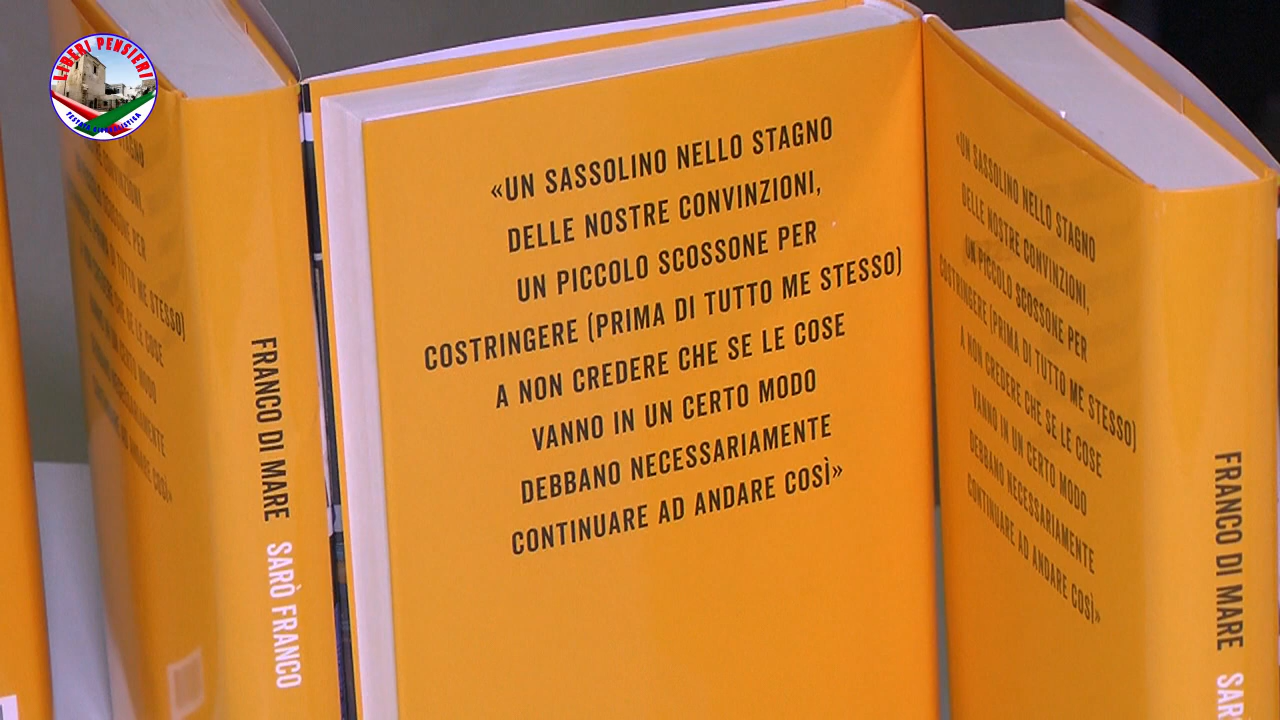 LIBERI PENSIERI
«UN SASSOLINO NELLO STAGNO
DELLE NOSTRE CONVINZIONI,
UN PICCOLO SCOSSONE PER
COSTRINGERE (PRIMA DI TUTTO ME STESSO)
A NON CREDERE CHE SE LE COSE
VANNO IN UN CERTO MODO
DEBBANO NECESSARIAMENTE
CONTINUARE AD ANDARE COSÌ»
FRANCO DI MARE SARÒ FRANCO
«UN SASSOLINO NELLO STAGNO
DELLE NOSTRE CONVINZIONI,
UN PICCOLO SCOSSONE PER
COSTRINGERE (PRIMA DI TUTTO ME STESSO)
A NON CREDERE CHE SE LE COSE
VANNO IN UN CERTO MODO
DEBBANO NECESSARIAMENTE
CONTINUARE AD ANDARE COSÌ»
FRANCO DI MARE